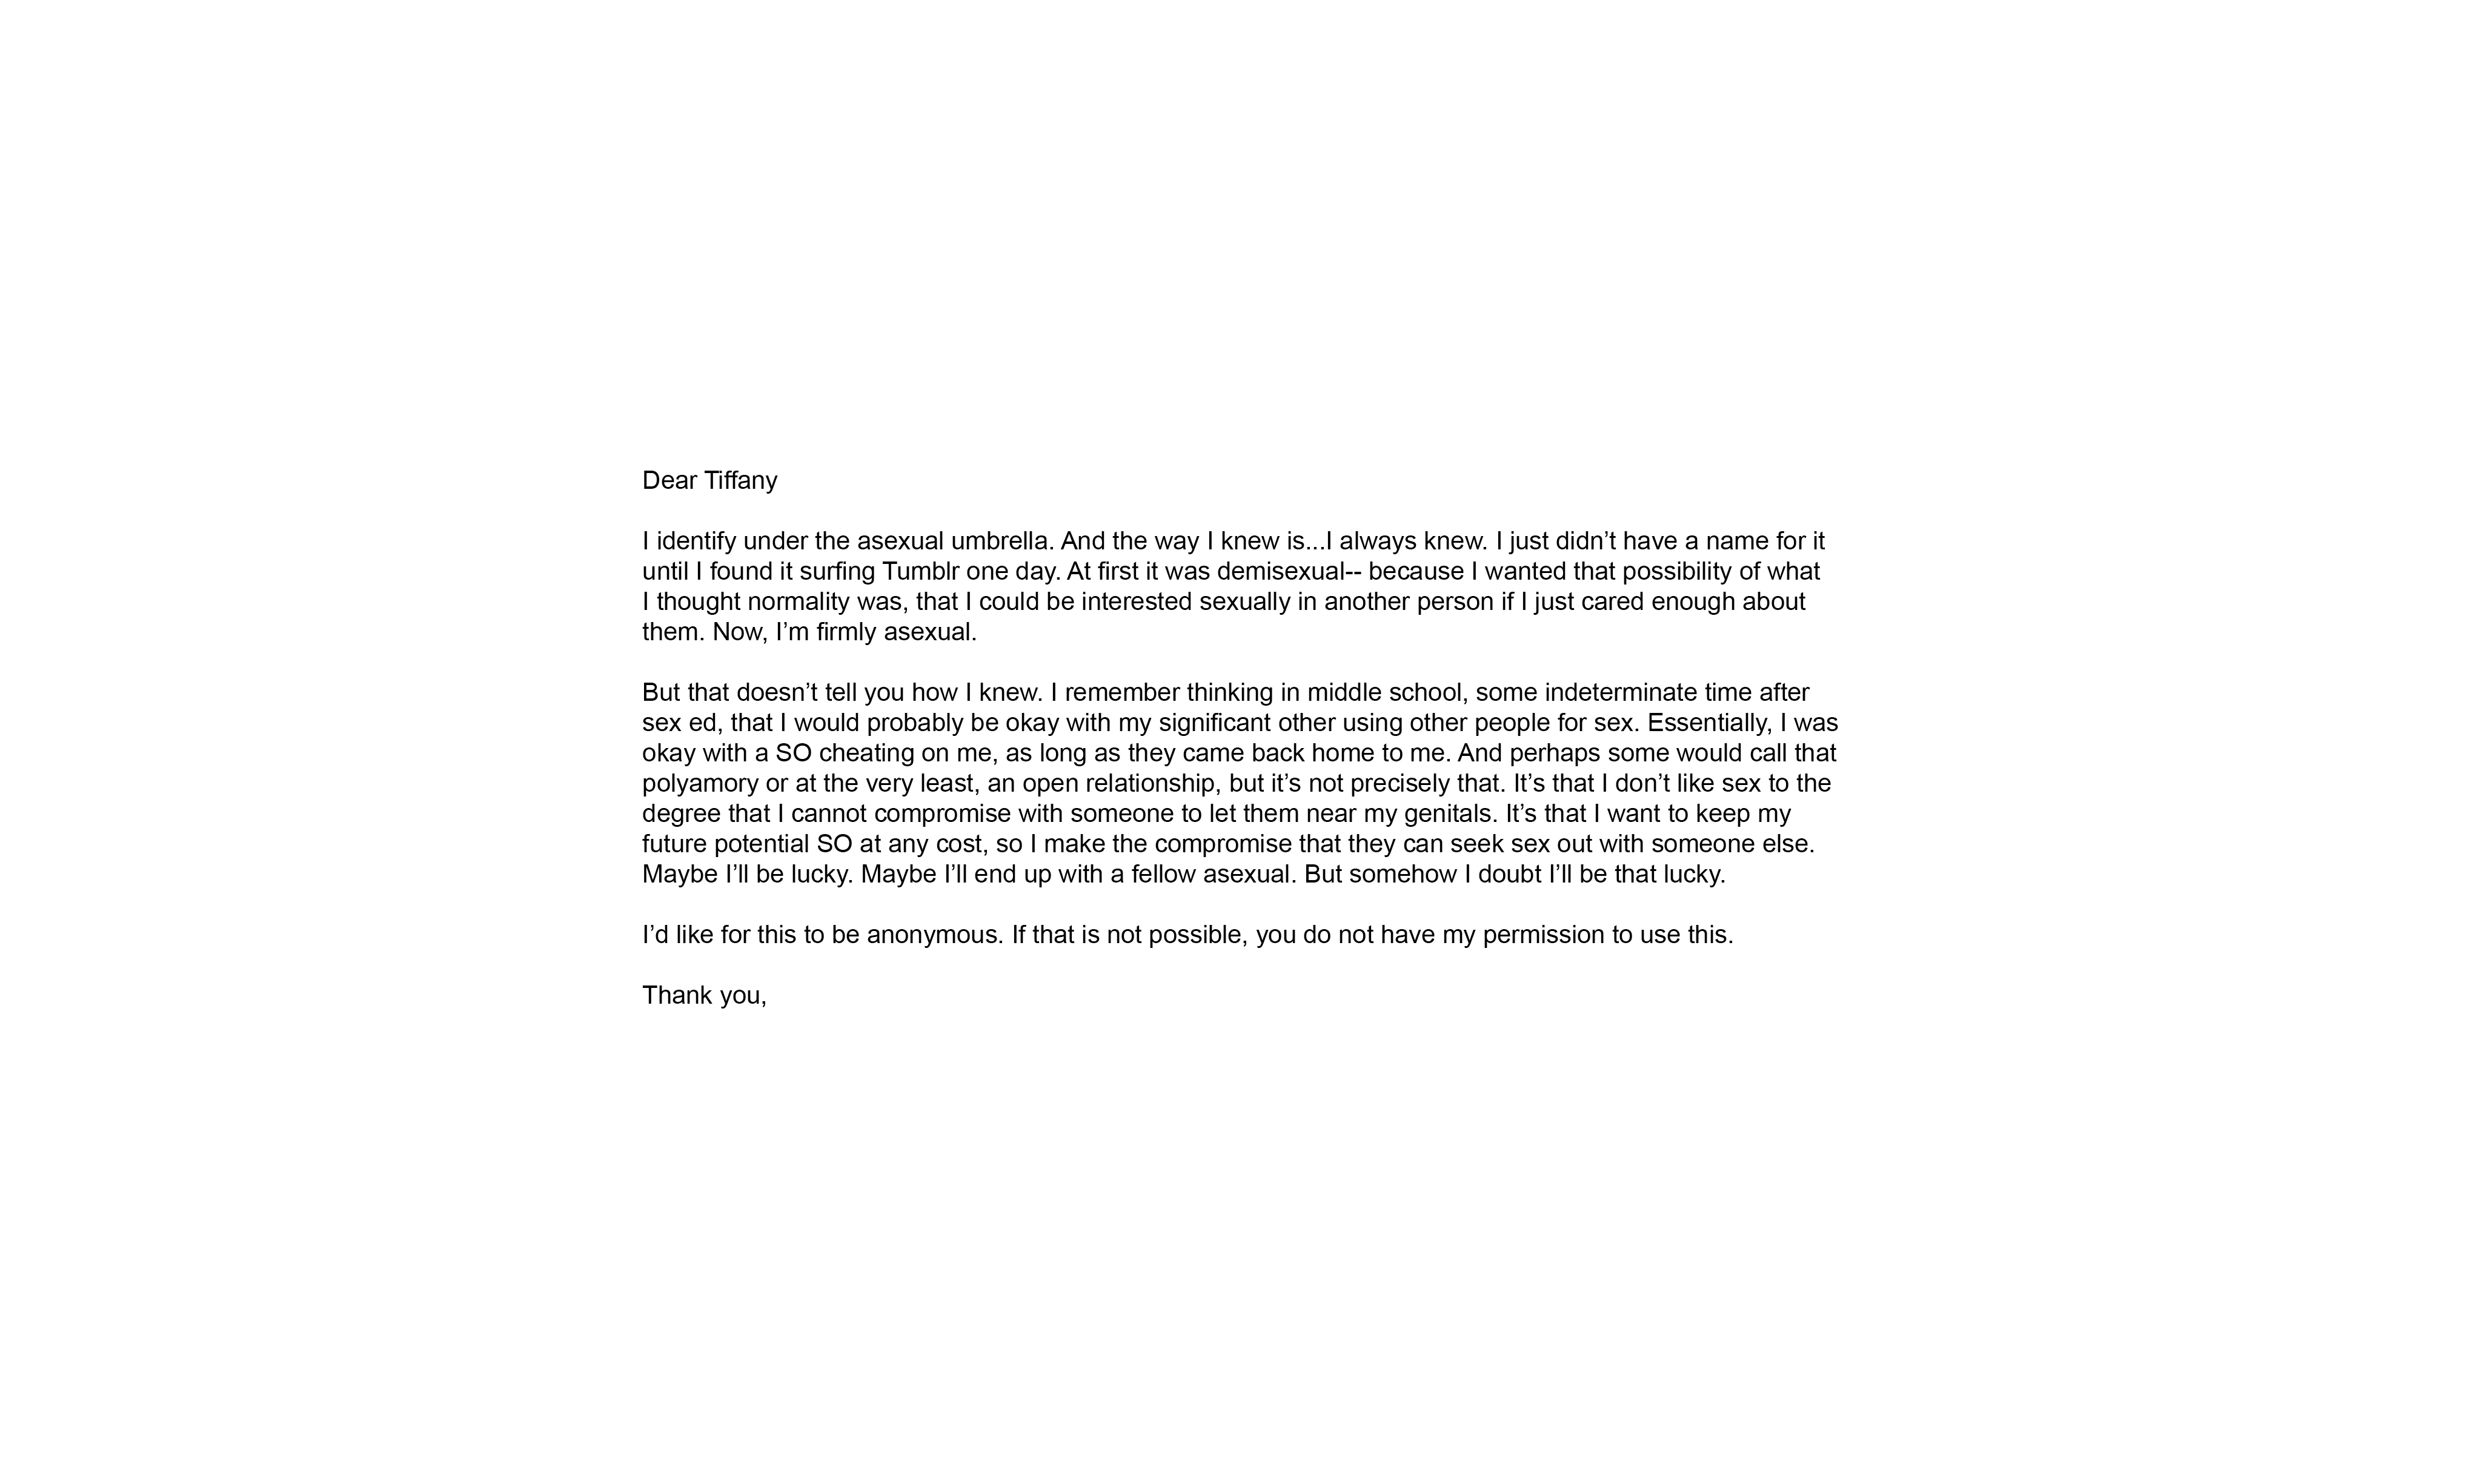 Dear Tiffany
I identify under the asexual umbrella. And the way I knew is...I always knew. I just didn’t have a name for it
until I found it surfing Tumblr one day. At first it was demisexual-- because I wanted that possibility of what
I thought normality was, that I could be interested sexually in another person if I just cared enough about
them. Now, I’m firmly asexual.
But that doesn’t tell you how I knew. I remember thinking in middle school, some indeterminate time after
sex ed, that I would probably be okay with my significant other using other people for sex. Essentially, I was
okay with a SO cheating on me, as long as they came back home to me. And perhaps some would call that
polyamory or at the very least, an open relationship, but it’s not precisely that. It’s that I don’t like sex to the
degree that I cannot compromise with someone to let them near my genitals. It’s that I want to keep my
future potential SO at any cost, so I make the compromise that they can seek sex out with someone else.
Maybe I’ll be lucky. Maybe I’ll end up with a fellow asexual. But somehow I doubt I’ll be that lucky.
I’d like for this to be anonymous. If that is not possible, you do not have my permission to use this.
Thank you,